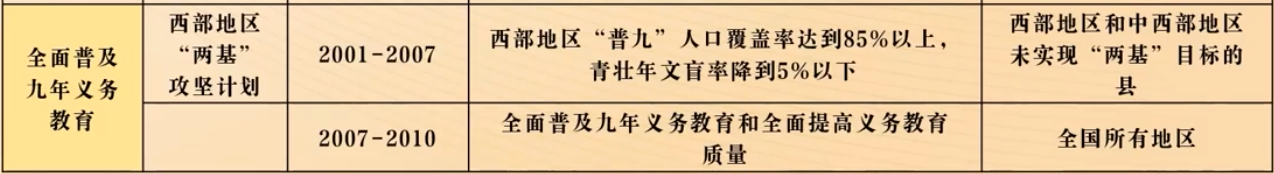 全面普及
九年义务
教育
西部地区
“两基”
攻坚计划
2001-2007
西部地区“普九”人口覆盖率达到85%以上，
青壮年文盲率降到5%以下
西部地区和中西部地区
未实现“两基”目标的
县
2007-2010
全面普及九年义务教育和全面提高义务教育
质量
全国所有地区